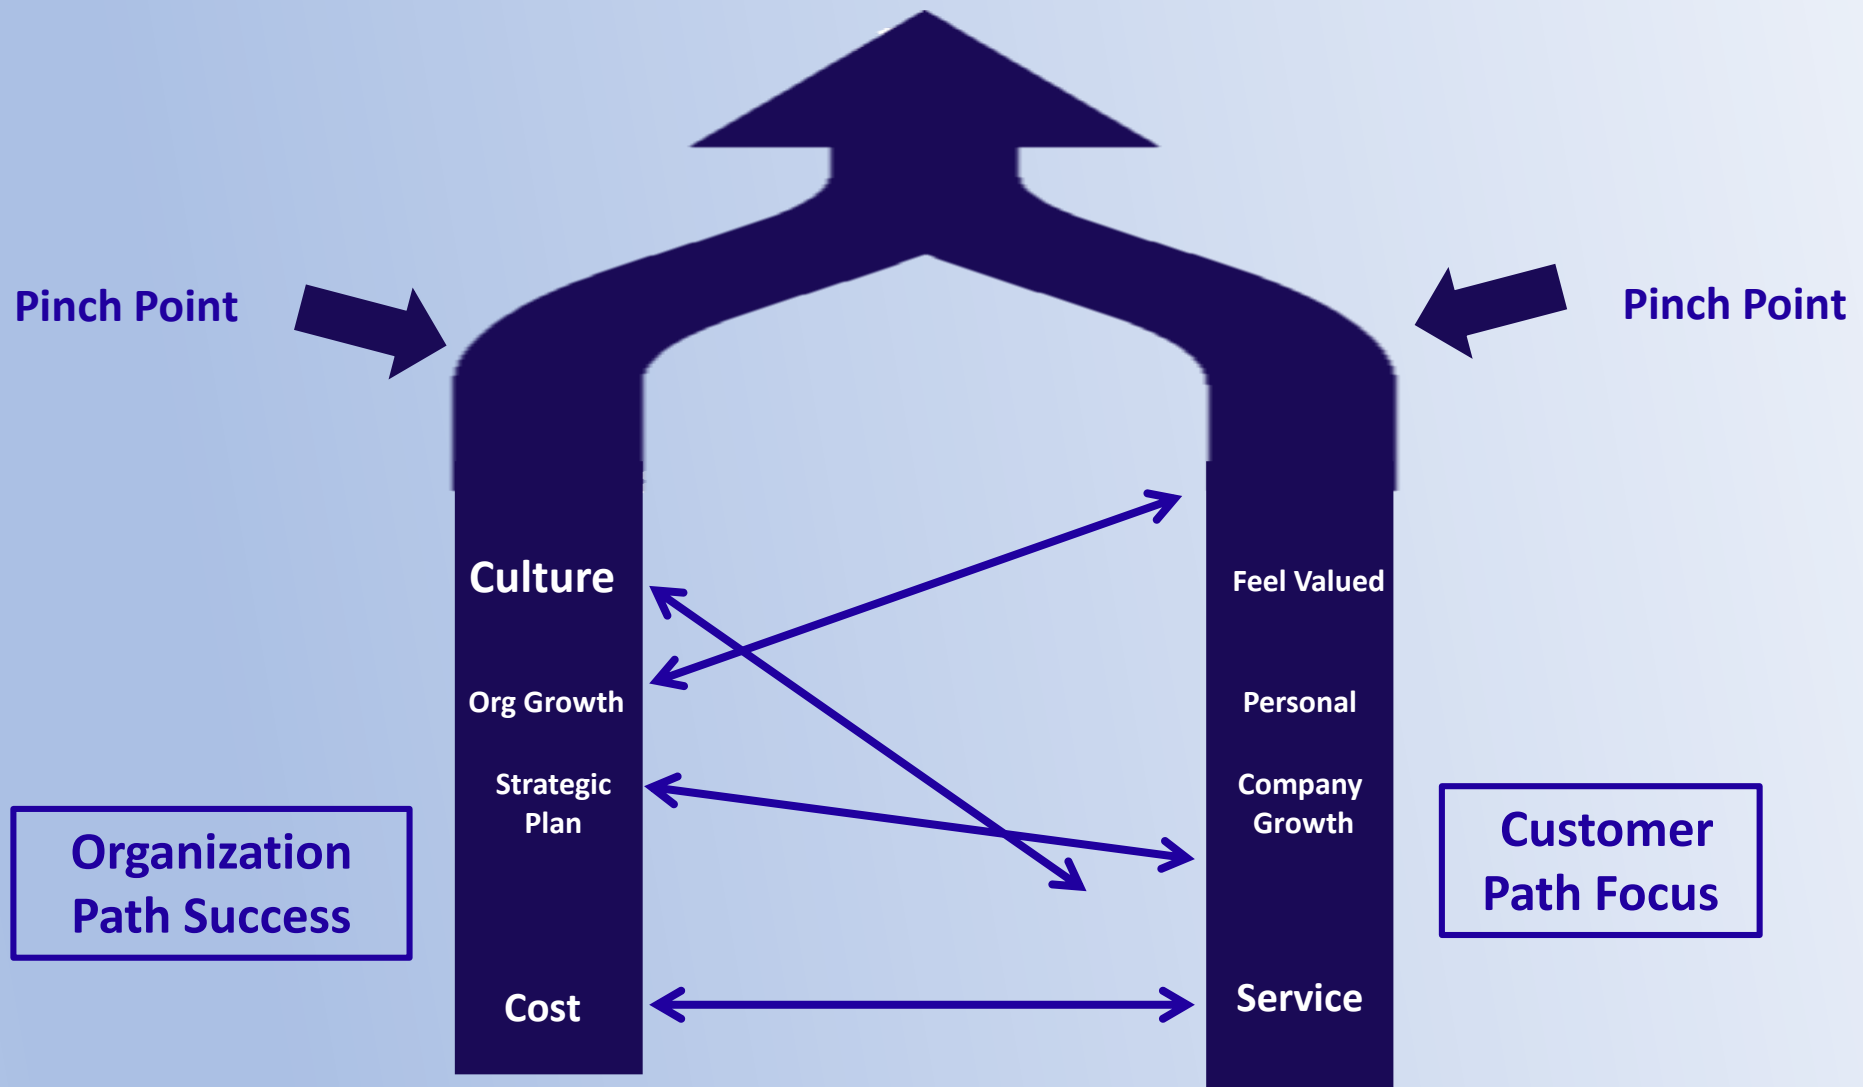 Pinch Point
Pinch Point
Culture
Feel Valued
Org Growth
Personal
Strategic
Plan
Company
Growth
Organization
Path Success
Customer
Path Focus
Cost
Service